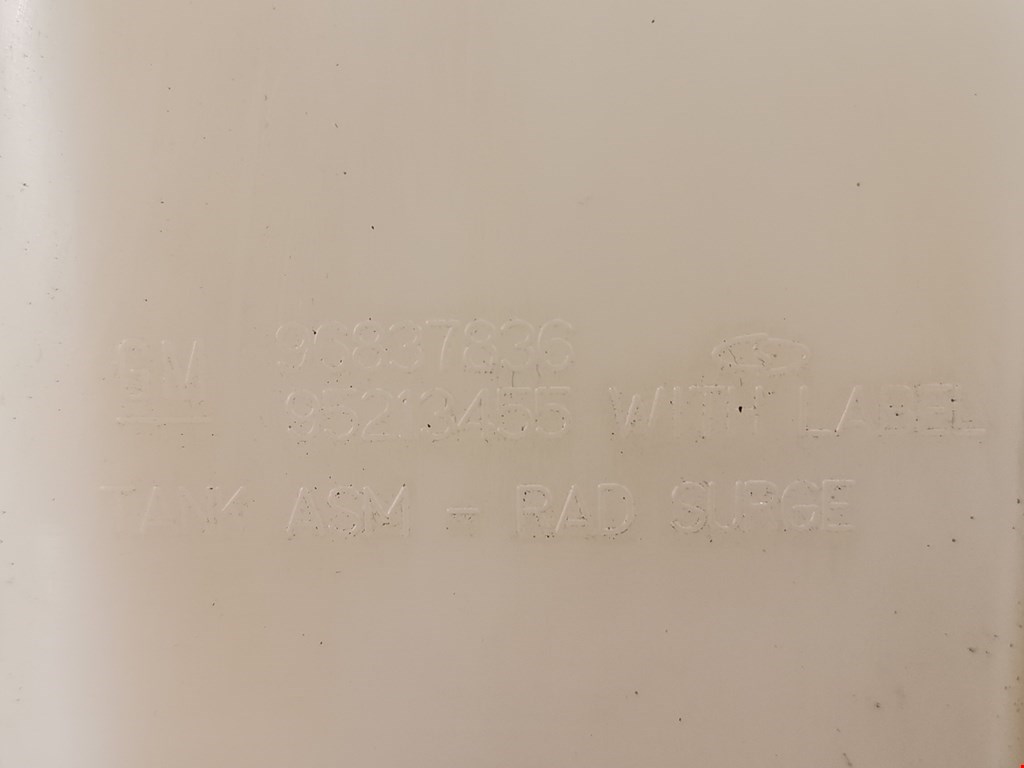 GM 96837836
95213455 WITH LABEL
TANK ASM - RAD SURGE